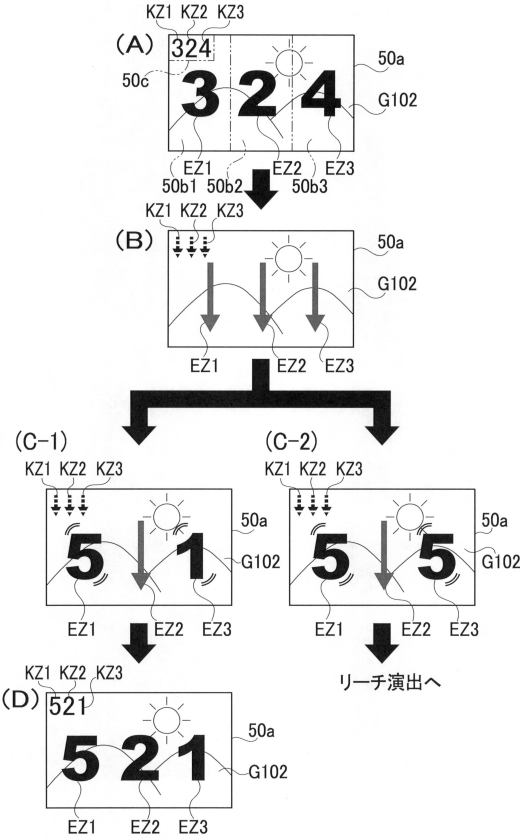 KZ1 KZ2 KZ3
(A)
324
50a
50c
3 2 4
G102
EZ1 EZ2 EZ3
50b1 50b2 50b3
KZ1 KZ2 KZ3
(B)
50a
G102
EZ1 EZ2 EZ3
(C-1)
KZ1 KZ2 KZ3
50a
5 1
G102
EZ1 EZ2 EZ3
(C-2)
KZ1 KZ2 KZ3
50a
5 5
G102
EZ1 EZ2 EZ3
リーチ演出へ
KZ1 KZ2 KZ3
(D)
521
50a
5 2 1
G102
EZ1 EZ2 EZ3